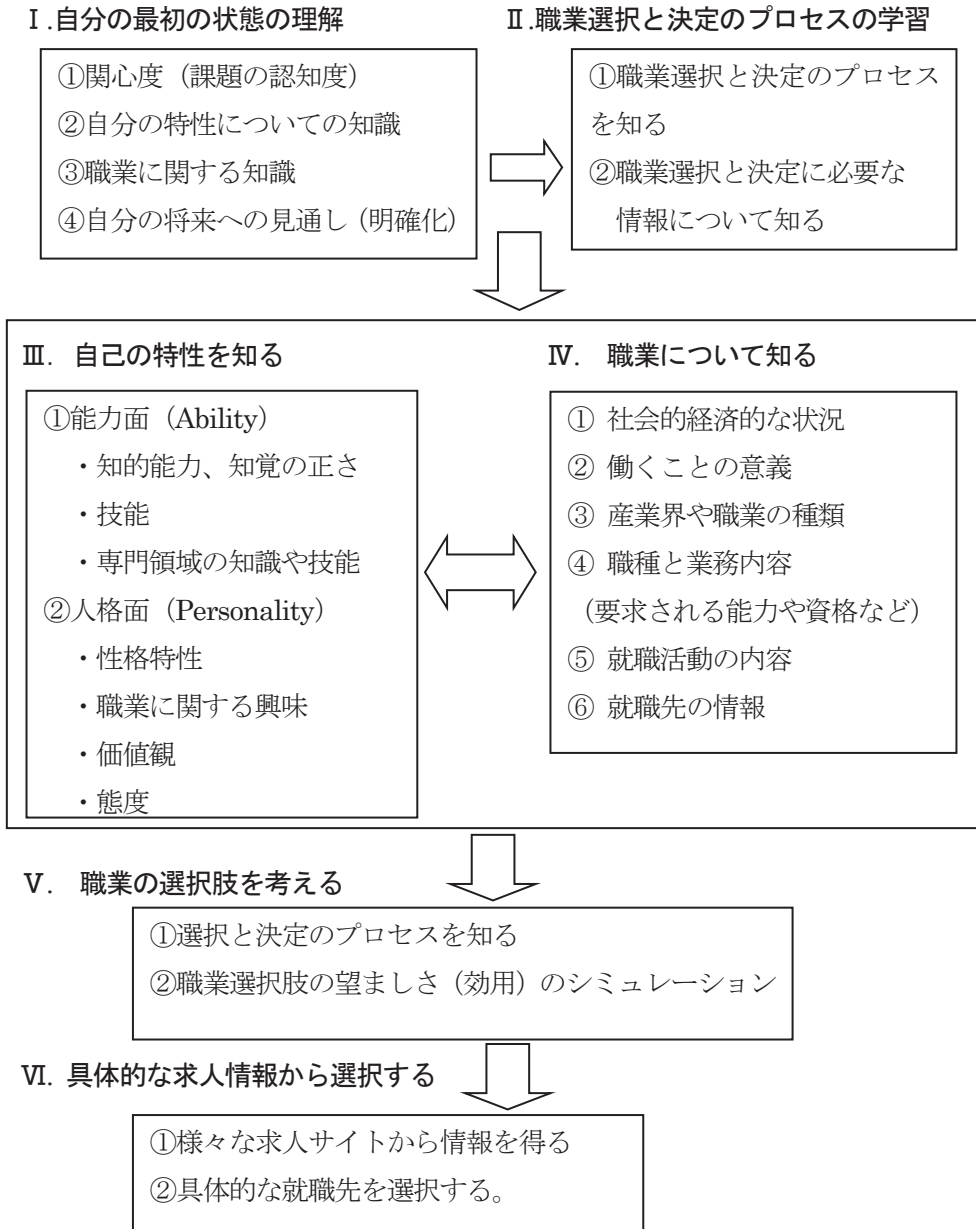 Ⅰ.自分の最初の状態の理解
①関心度（課題の認知度）
②自分の特性についての知識
③職業に関する知識
④自分の将来への見通し（明確化）
Ⅱ.職業選択と決定のプロセスの学習
①職業選択と決定のプロセス
を知る
②職業選択と決定に必要な
情報について知る
Ⅲ. 自己の特性を知る
①能力面（Ability）
・知的能力、知覚の正さ
・技能
・専門領域の知識や技能
②人格面（Personality）
・性格特性
・職業に関する興味
・価値観
・態度
Ⅳ. 職業について知る
① 社会的経済的な状況
② 働くことの意義
③ 産業界や職業の種類
④ 職種と業務内容
（要求される能力や資格など）
⑤ 就職活動の内容
⑥ 就職先の情報
Ⅴ. 職業の選択肢を考える
①選択と決定のプロセスを知る
②職業選択肢の望ましさ（効用）のシミュレーション
Ⅵ. 具体的な求人情報から選択する
①様々な求人サイトから情報を得る
②具体的な就職先を選択する。